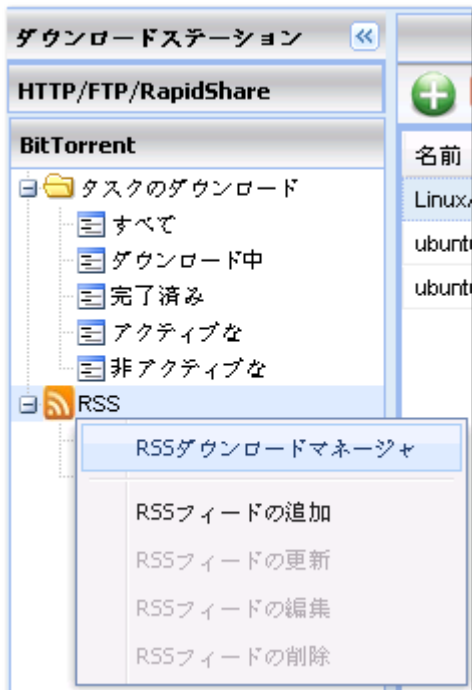 ダウンロードステーション
HTTP/FTP/RapidShare
BitTorrent
タスクのダウンロード
すべて
ダウンロード中
完了済み
アクティブな
非アクティブな
RSS
RSSダウンロードマネージャ
RSSフィードの追加
RSSフィードの更新
RSSフィードの編集
RSSフィードの削除
名前
Linux
ubunt
ubunt